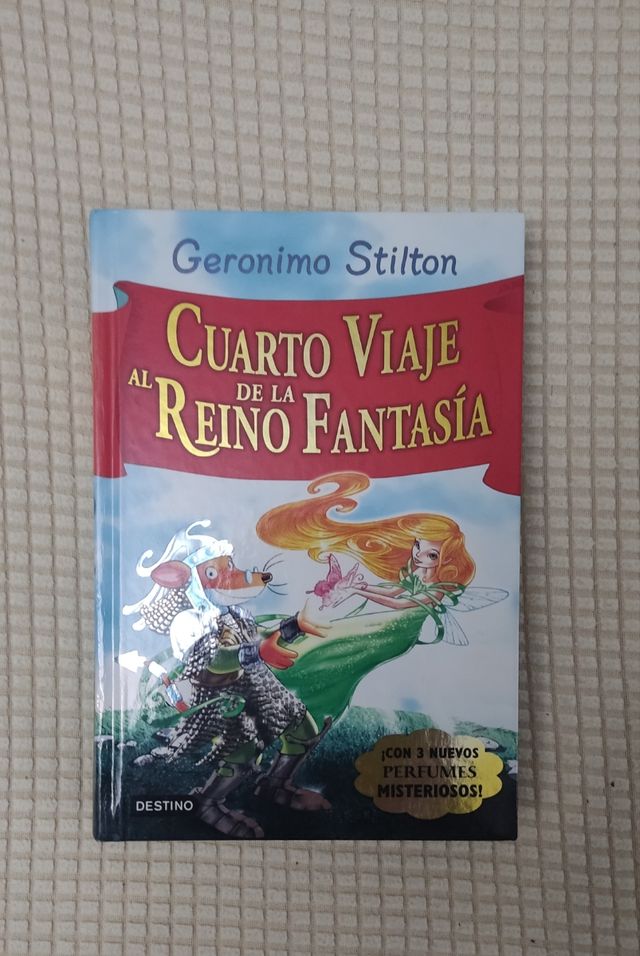 Geronimo Stilton
CUARTO VIAJE
AL REINO DE LA FANTASÍA
¡CON 3 NUEVOS
PERFUMES
MISTERIOSOS!
DESTINO